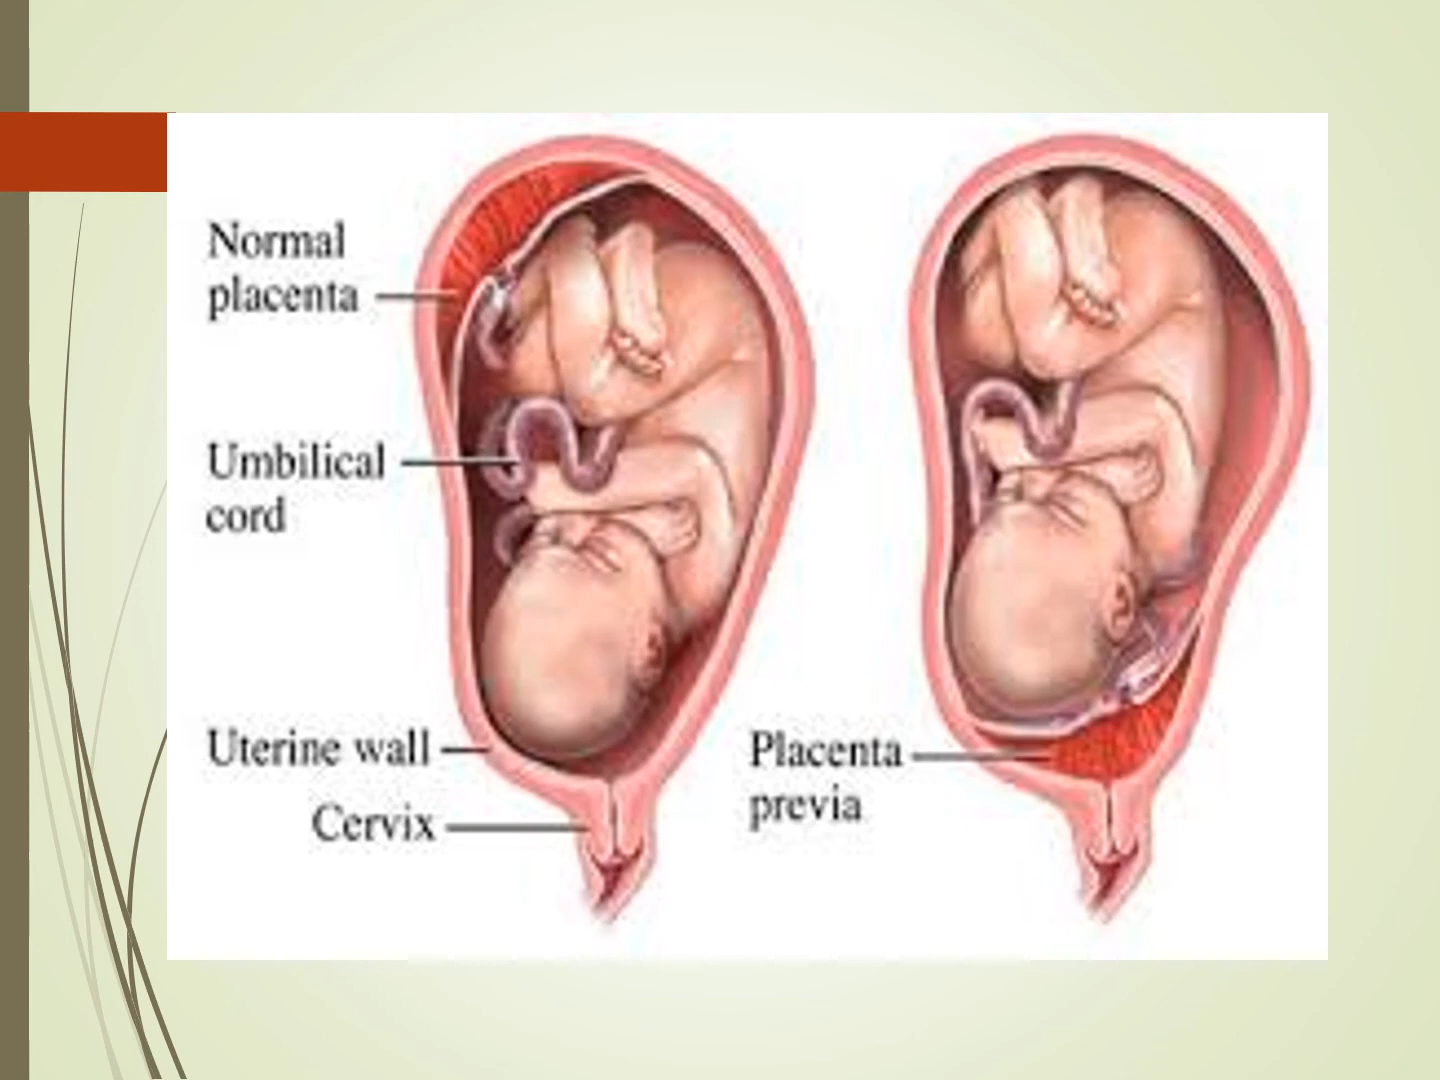 Normal
placenta
Umbilical
cord
Uterine wall
Cervix
Placenta
previa